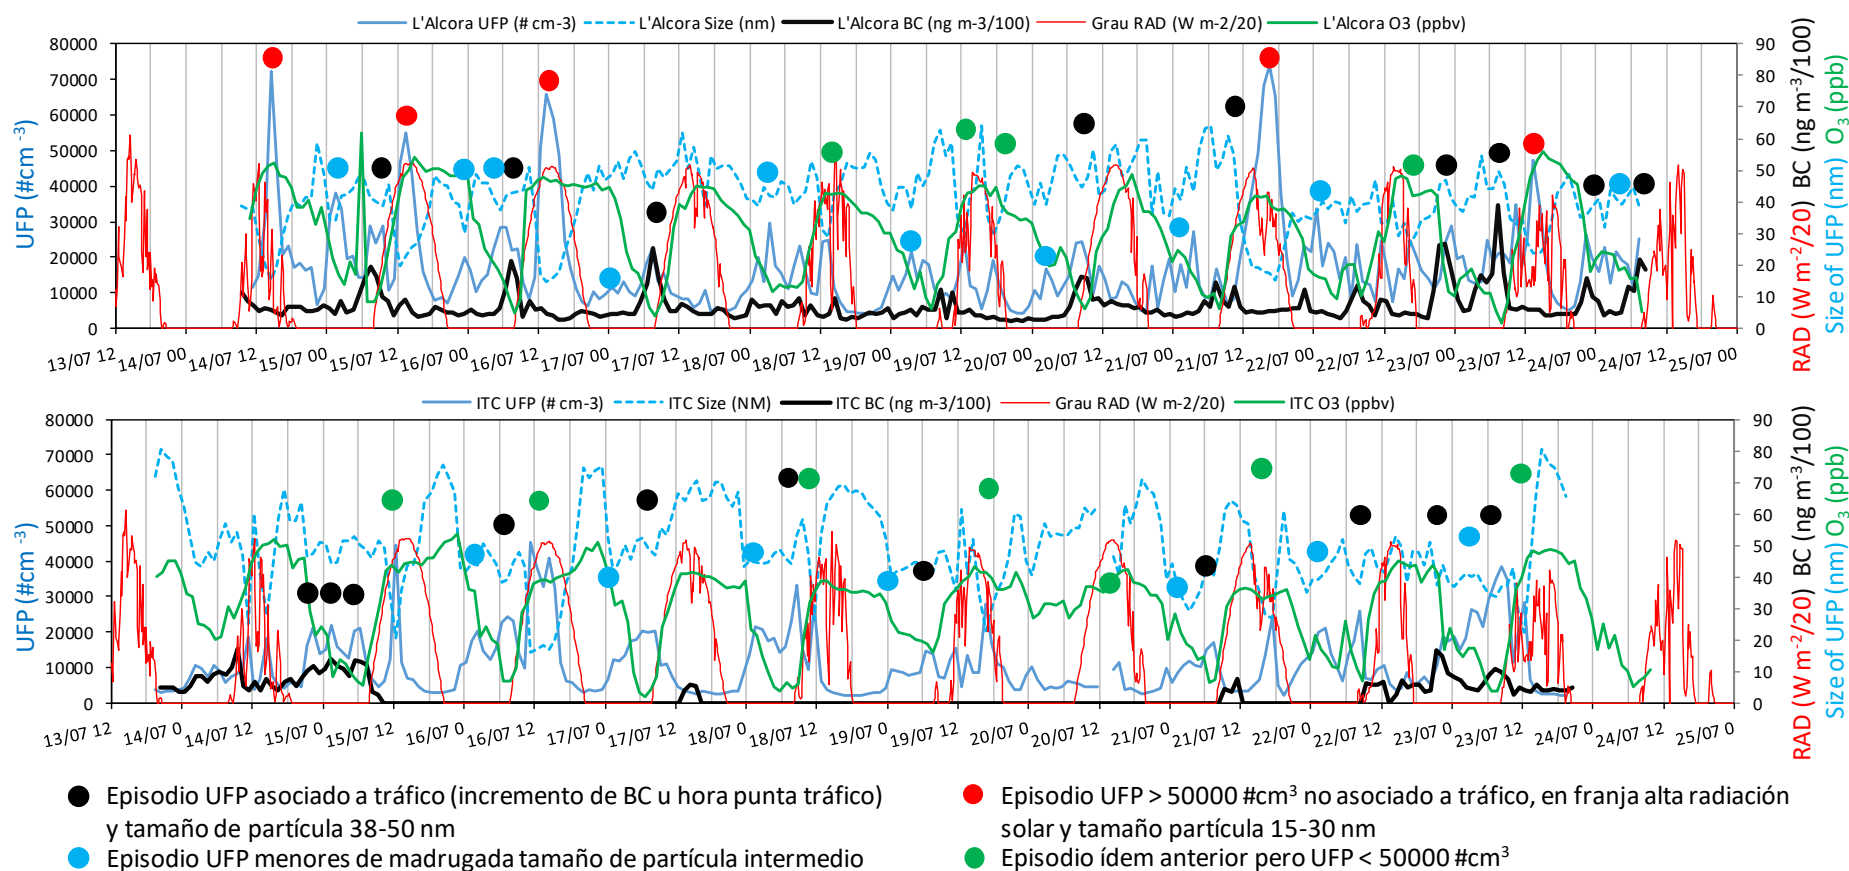 L'Alcora UFP (# cm-3) L'Alcora Size (nm) L'Alcora BC (ng m-3/100) Grau RAD (W m-2/20) L'Alcora O3 (ppbv)
80000
70000
60000
50000
40000
30000
20000
10000
0
UFP (#cm⁻³)
90
80
70
60
50
40
30
20
10
0
RAD (W m⁻²/20) BC (ng m⁻³/100)
Size of UFP (nm) O₃ (ppb)
13/07 12 14/07 00 14/07 12 15/07 00 15/07 12 16/07 00 16/07 12 17/07 00 17/07 12 18/07 00 18/07 12 19/07 00 19/07 12 20/07 00 20/07 12 21/07 00 21/07 12 22/07 00 22/07 12 23/07 00 23/07 12 24/07 00 24/07 12 25/07 00
ITC UFP (# cm-3) ITC Size (NM) ITC BC (ng m-3/100) Grau RAD (W m-2/20) ITC O3 (ppbv)
80000
70000
60000
50000
40000
30000
20000
10000
0
UFP (#cm⁻³)
90
80
70
60
50
40
30
20
10
0
RAD (W m⁻²/20) BC (ng m⁻³/100)
Size of UFP (nm) O₃ (ppb)
13/07 12 14/07 0 14/07 12 15/07 0 15/07 12 16/07 0 16/07 12 17/07 0 17/07 12 18/07 0 18/07 12 19/07 0 19/07 12 20/07 0 20/07 12 21/07 0 21/07 12 22/07 0 22/07 12 23/07 0 23/07 12 24/07 0 24/07 12 25/07 0
Episodio UFP asociado a tráfico (incremento de BC u hora punta tráfico)
y tamaño de partícula 38-50 nm
Episodio UFP menores de madrugada tamaño de partícula intermedio
Episodio UFP > 50000 #cm³ no asociado a tráfico, en franja alta radiación
solar y tamaño partícula 15-30 nm
Episodio ídem anterior pero UFP < 50000 #cm³